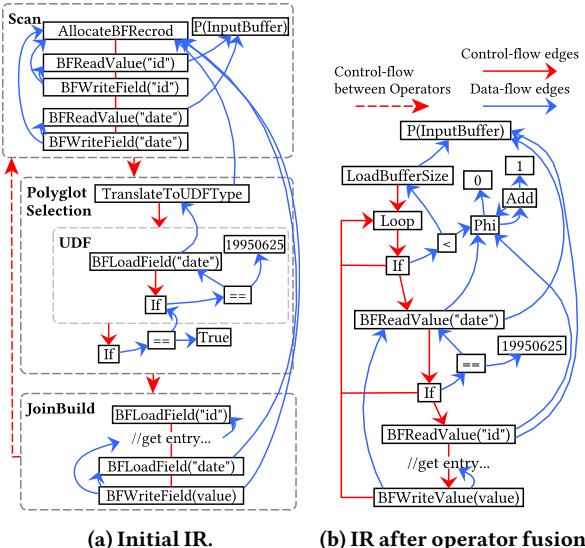 Scan
AllocateBFRecrod
P(InputBuffer)
BFReadValue("id")
BFWriteField("id")
BFReadValue("date")
BFWriteField("date")
Polyglot
Selection
TranslateToUDFType
UDF
19950625
BFLoadField("date")
==
If
==
True
If
JoinBuild
BFLoadField("id")
//get entry...
BFLoadField("date")
BFWriteField(value)
(a) Initial IR.
Control-flow edges
Control-flow
between Operators
Data-flow edges
P(InputBuffer)
LoadBufferSize
0
1
Add
Loop
Phi
<
If
BFReadValue("date")
19950625
==
If
BFReadValue("id")
//get entry...
BFWriteValue(value)
(b) IR after operator fusion